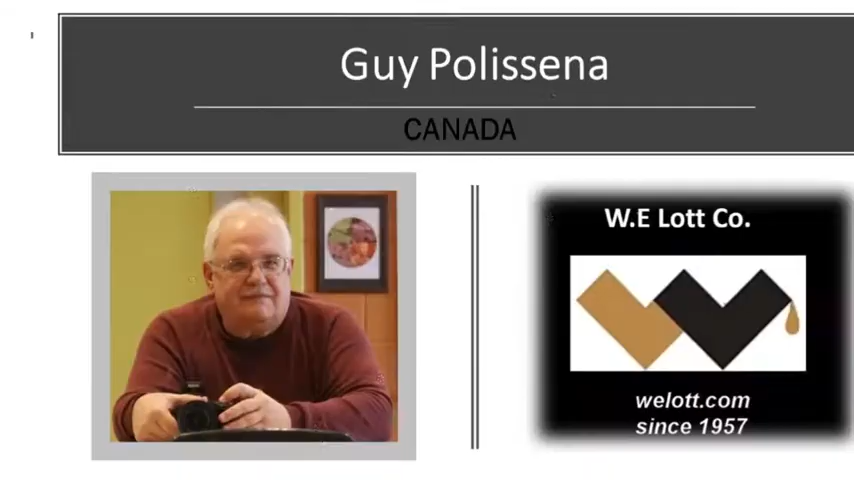 Guy Polissena
CANADA
W.E Lott Co.
welott.com
since 1957